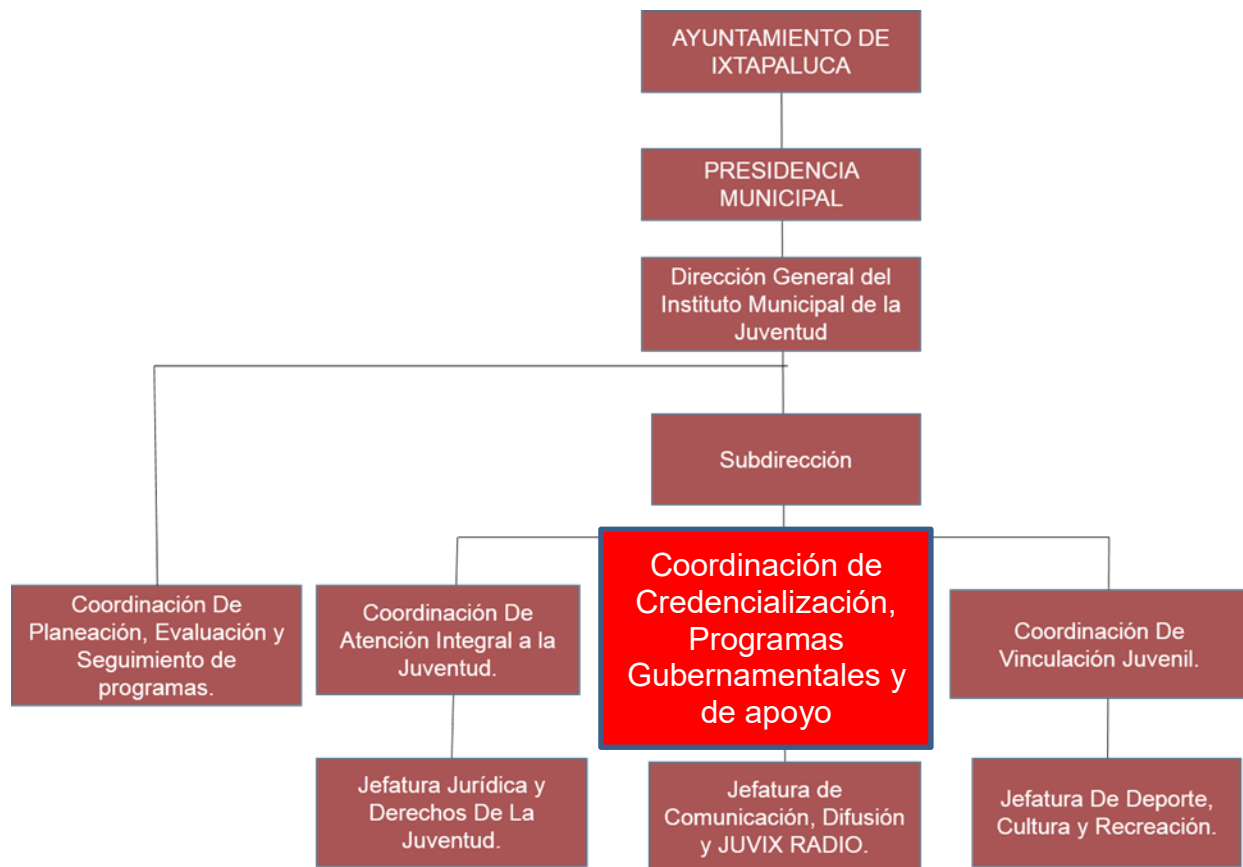 AYUNTAMIENTO DE
IXTAPALUCA
PRESIDENCIA
MUNICIPAL
Dirección General del
Instituto Municipal de la
Juventud
Subdirección
Coordinación De
Planeación, Evaluación y
Seguimiento de
programas.
Coordinación De
Atención Integral a la
Juventud.
Coordinación de
Credencialización,
Programas
Gubernamentales y
de apoyo
Coordinación De
Vinculación Juvenil.
Jefatura Jurídica y
Derechos De La
Juventud.
Jefatura de
Comunicación, Difusión
y JUVIX RADIO.
Jefatura De Deporte,
Cultura y Recreación.